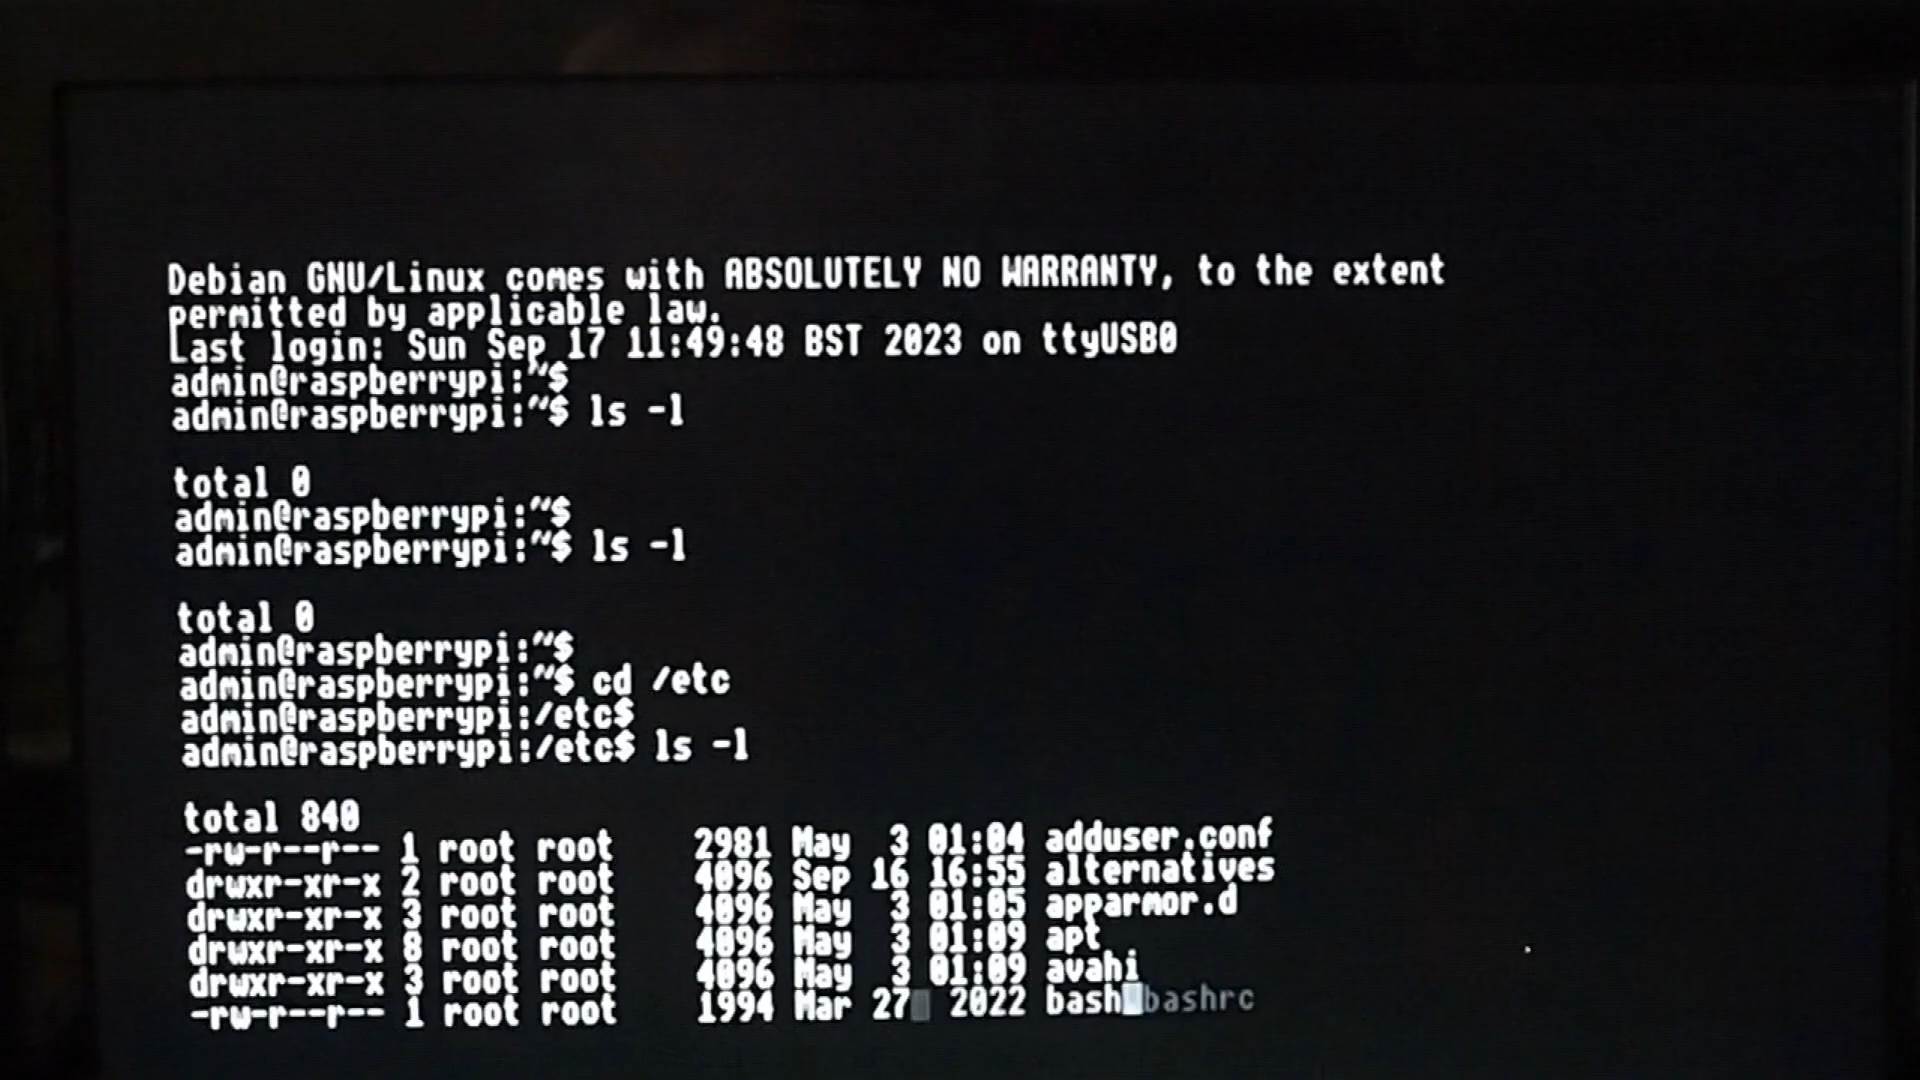 Debian GNU/Linux comes with ABSOLUTELY NO WARRANTY, to the extent
permitted by applicable law.
Last login: Sun Sep 17 11:49:48 BST 2023 on ttyUSB0
admin@raspberrypi:~$
admin@raspberrypi:~$ ls -l
total 0
admin@raspberrypi:~$
admin@raspberrypi:~$ ls -l
total 0
admin@raspberrypi:~$
admin@raspberrypi:~$ cd /etc
admin@raspberrypi:/etc$
admin@raspberrypi:/etc$ ls -l
total 840
-rw-r--r-- 1 root root    2981 May  3 01:04 adduser.conf
drwxr-xr-x 2 root root    4096 Sep 16 16:55 alternatives
drwxr-xr-x 3 root root    4096 May  3 01:05 apparmor.d
drwxr-xr-x 8 root root    4096 May  3 01:09 apt
drwxr-xr-x 3 root root    4096 May  3 01:09 avahi
-rw-r--r-- 1 root root    1994 Mar 27  2022 bash bashrc